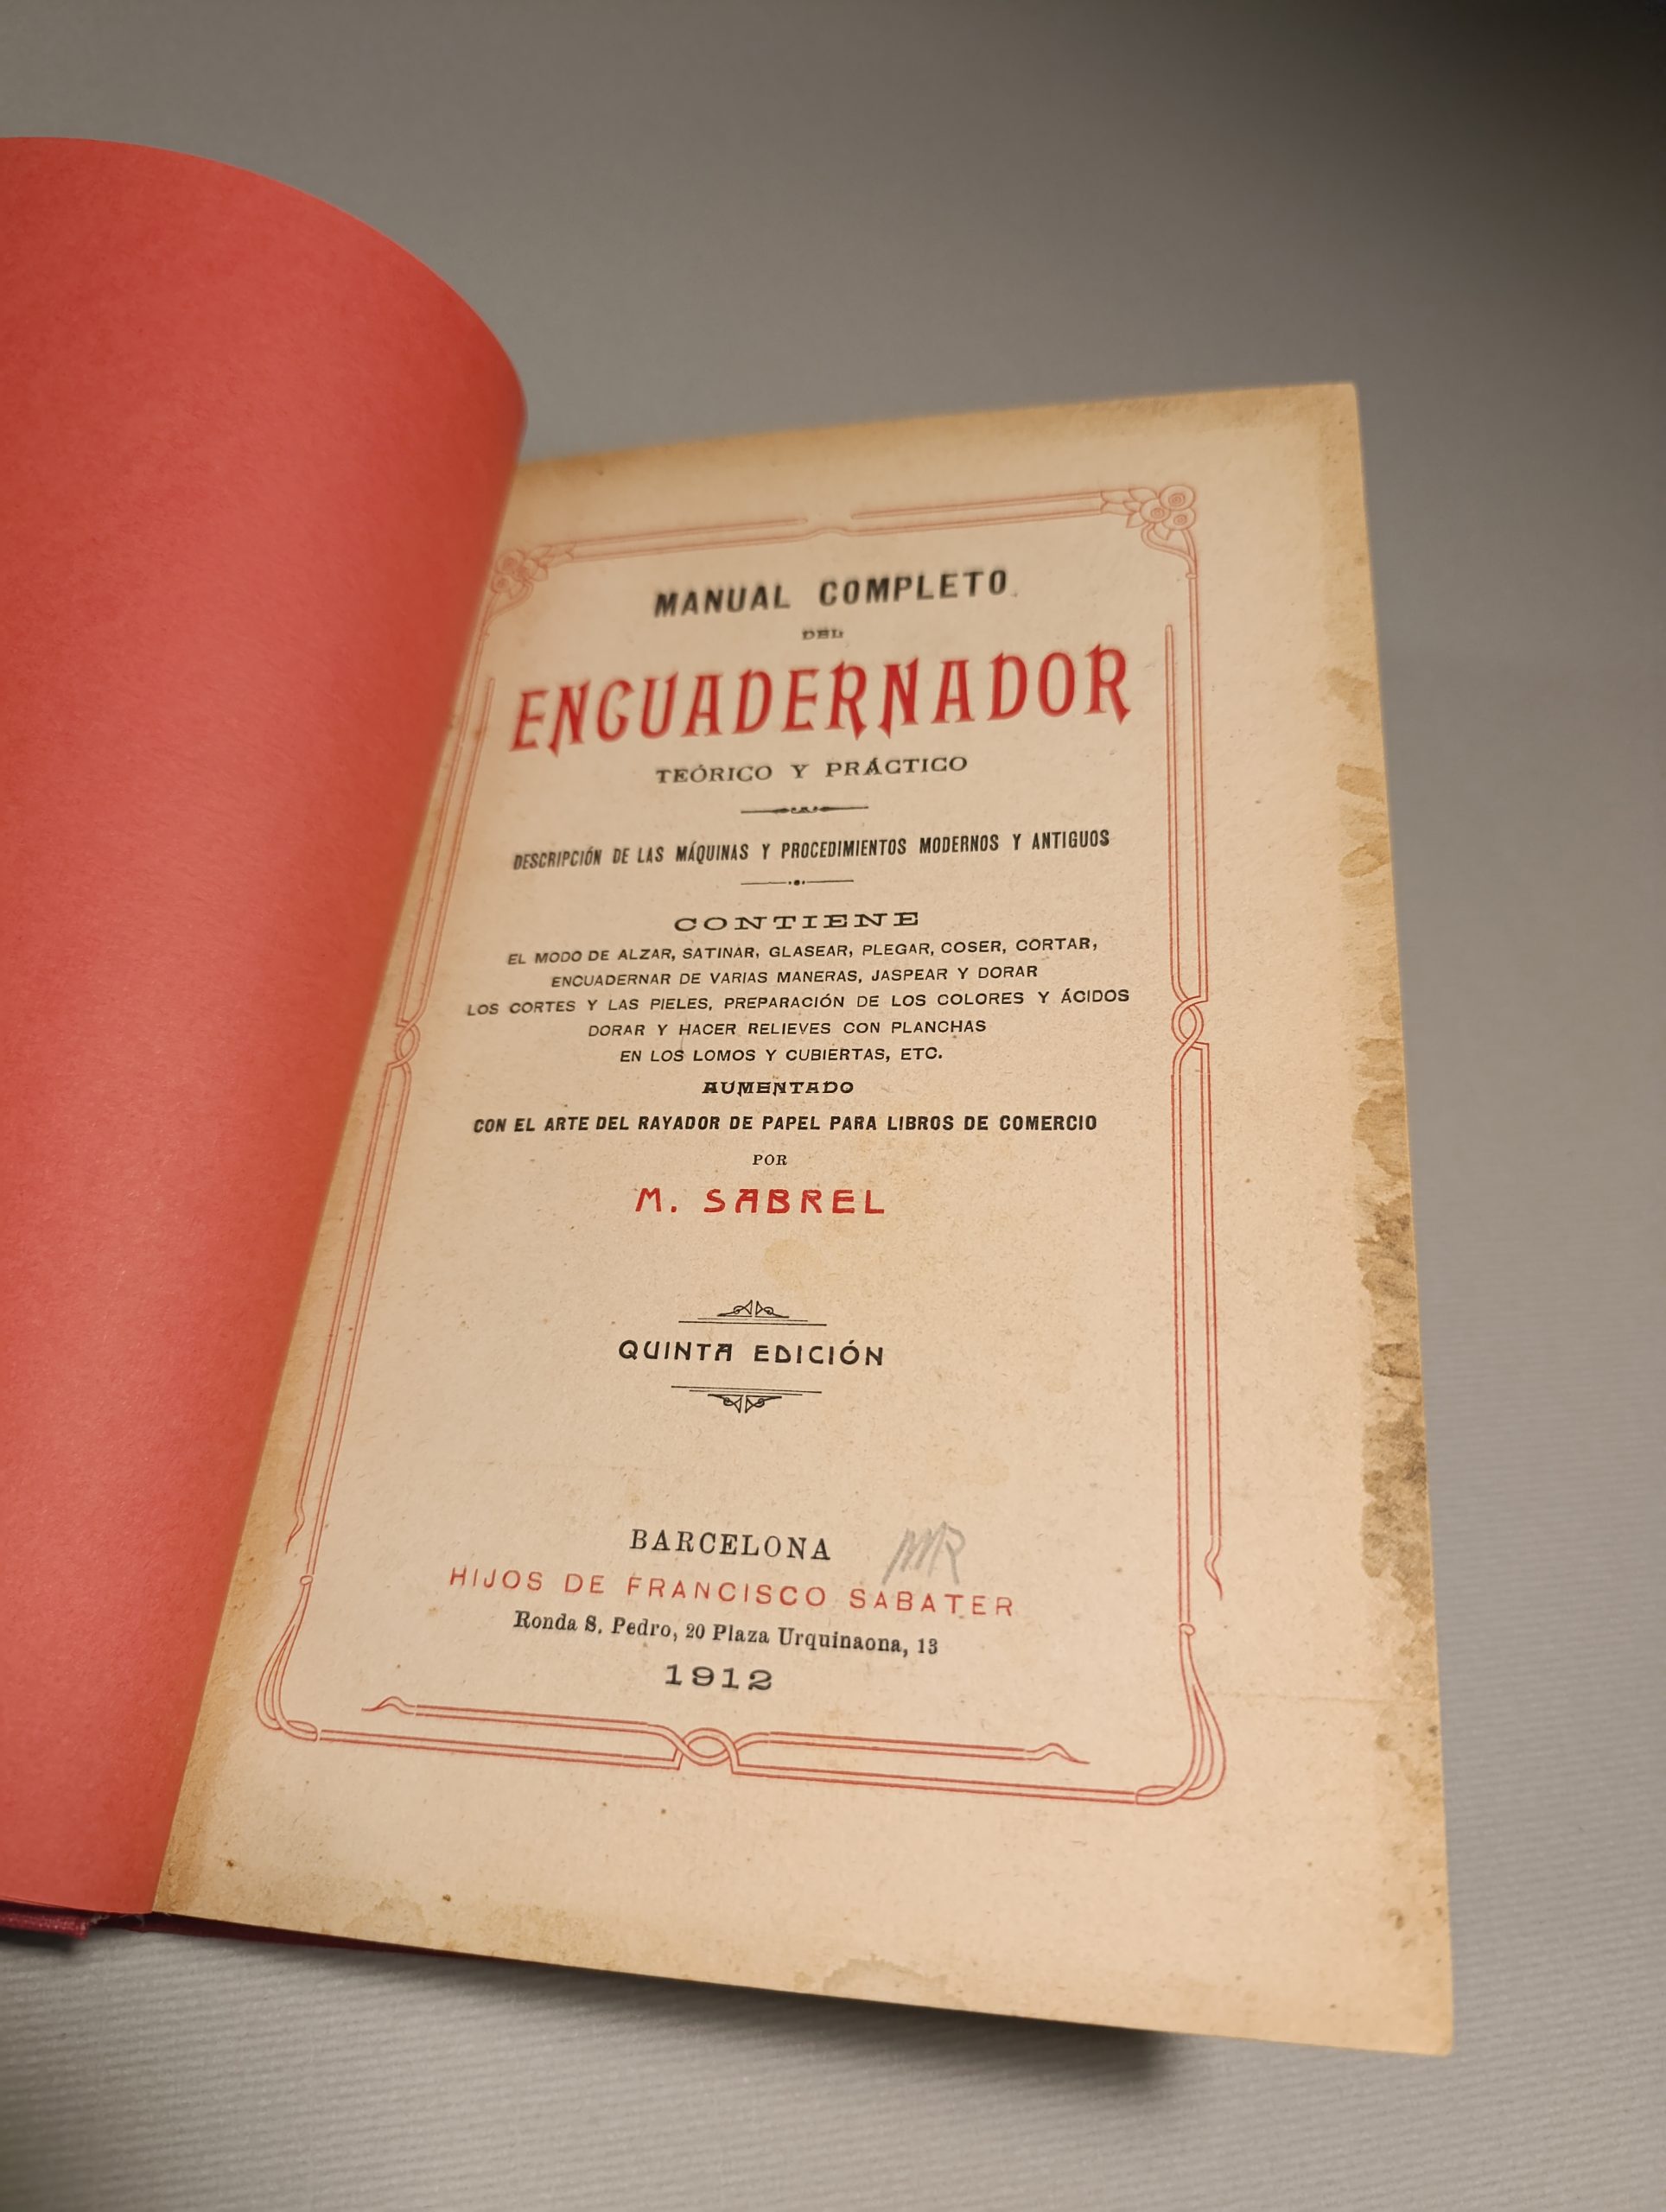 MANUAL COMPLETO
DEL
ENCUADERNADOR
TEÓRICO Y PRÁCTICO
DESCRIPCIÓN DE LAS MÁQUINAS Y PROCEDIMIENTOS MODERNOS Y ANTIGUOS
CONTIENE
EL MODO DE ALZAR, SATINAR, GLASEAR, PLEGAR, COSER, CORTAR,
ENCUADERNAR DE VARIAS MANERAS, JASPEAR Y DORAR
LOS CORTES Y LAS PIELES, PREPARACIÓN DE LOS COLORES Y ÁCIDOS
DORAR Y HACER RELIEVES CON PLANCHAS
EN LOS LOMOS Y CUBIERTAS, ETC.
AUMENTADO
CON EL ARTE DEL RAYADOR DE PAPEL PARA LIBROS DE COMERCIO
POR
M. SABREL
QUINTA EDICIÓN
BARCELONA
HIJOS DE FRANCISCO SABATER
Ronda S. Pedro, 20 Plaza Urquinaona, 13
1912